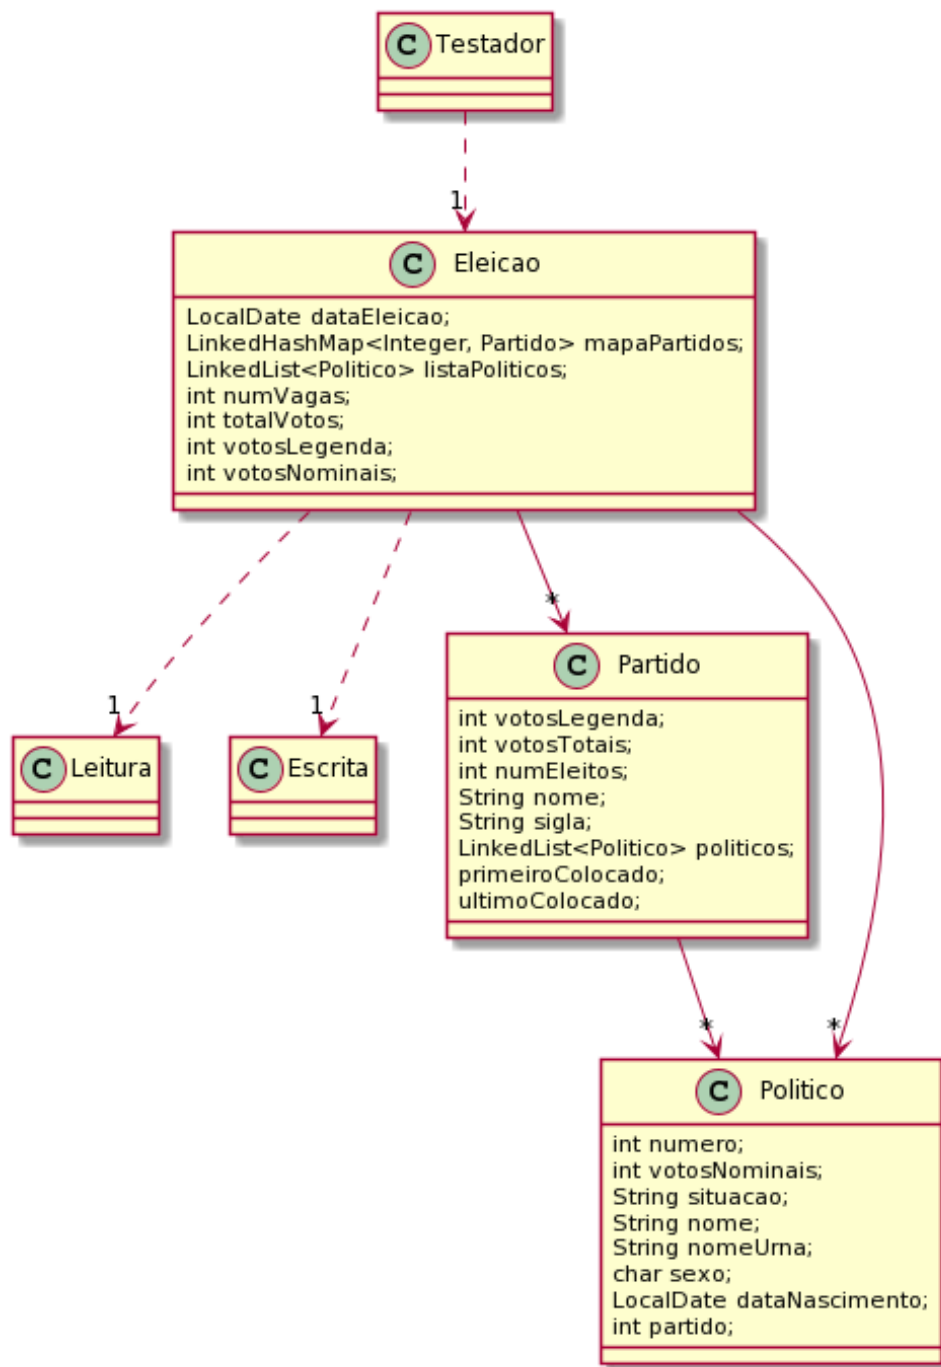 C Testador
1
C Eleicao
LocalDate dataEleicao;
LinkedHashMap<Integer, Partido> mapaPartidos;
LinkedList<Politico> listaPoliticos;
int numVagas;
int totalVotos;
int votosLegenda;
int votosNominais;
*
1
1
C Partido
int votosLegenda;
int votosTotais;
int numEleitos;
String nome;
String sigla;
LinkedList<Politico> politicos;
primeiroColocado;
ultimoColocado;
C Leitura
C Escrita
*
*
C Politico
int numero;
int votosNominais;
String situacao;
String nome;
String nomeUrna;
char sexo;
LocalDate dataNascimento;
int partido;